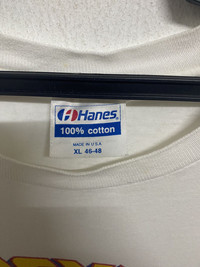 Hanes
100% cotton
MADE IN U.S.A.
XL 46-48